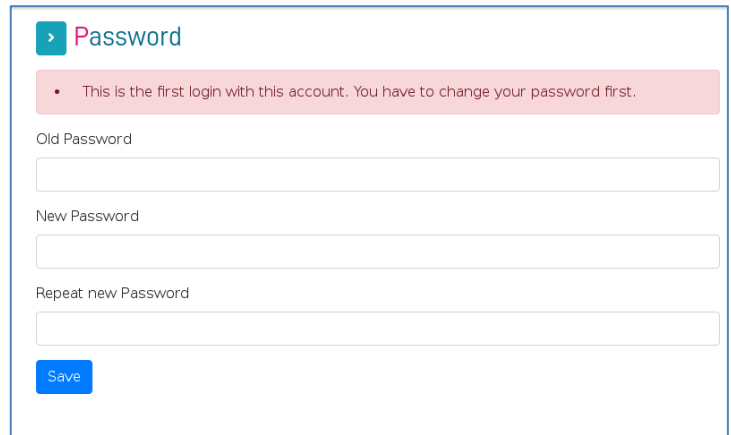 Password
• This is the first login with this account. You have to change your password first.
Old Password
New Password
Repeat new Password
Save